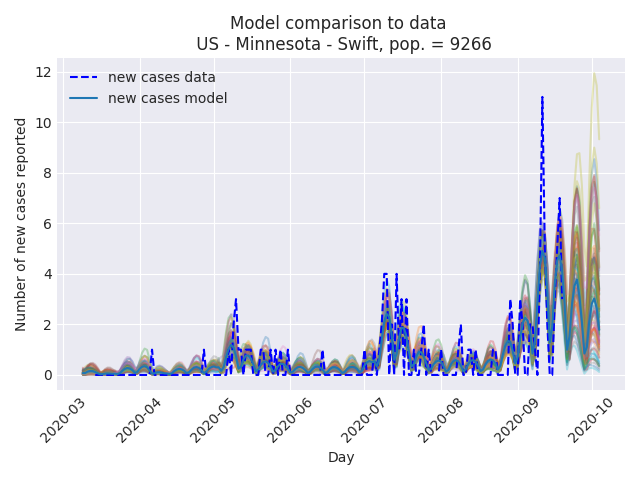 Model comparison to data
US - Minnesota - Swift, pop. = 9266
new cases data
new cases model
Number of new cases reported
12
10
8
6
4
2
0
2020-03
2020-04
2020-05
2020-06
2020-07
2020-08
2020-09
2020-10
Day